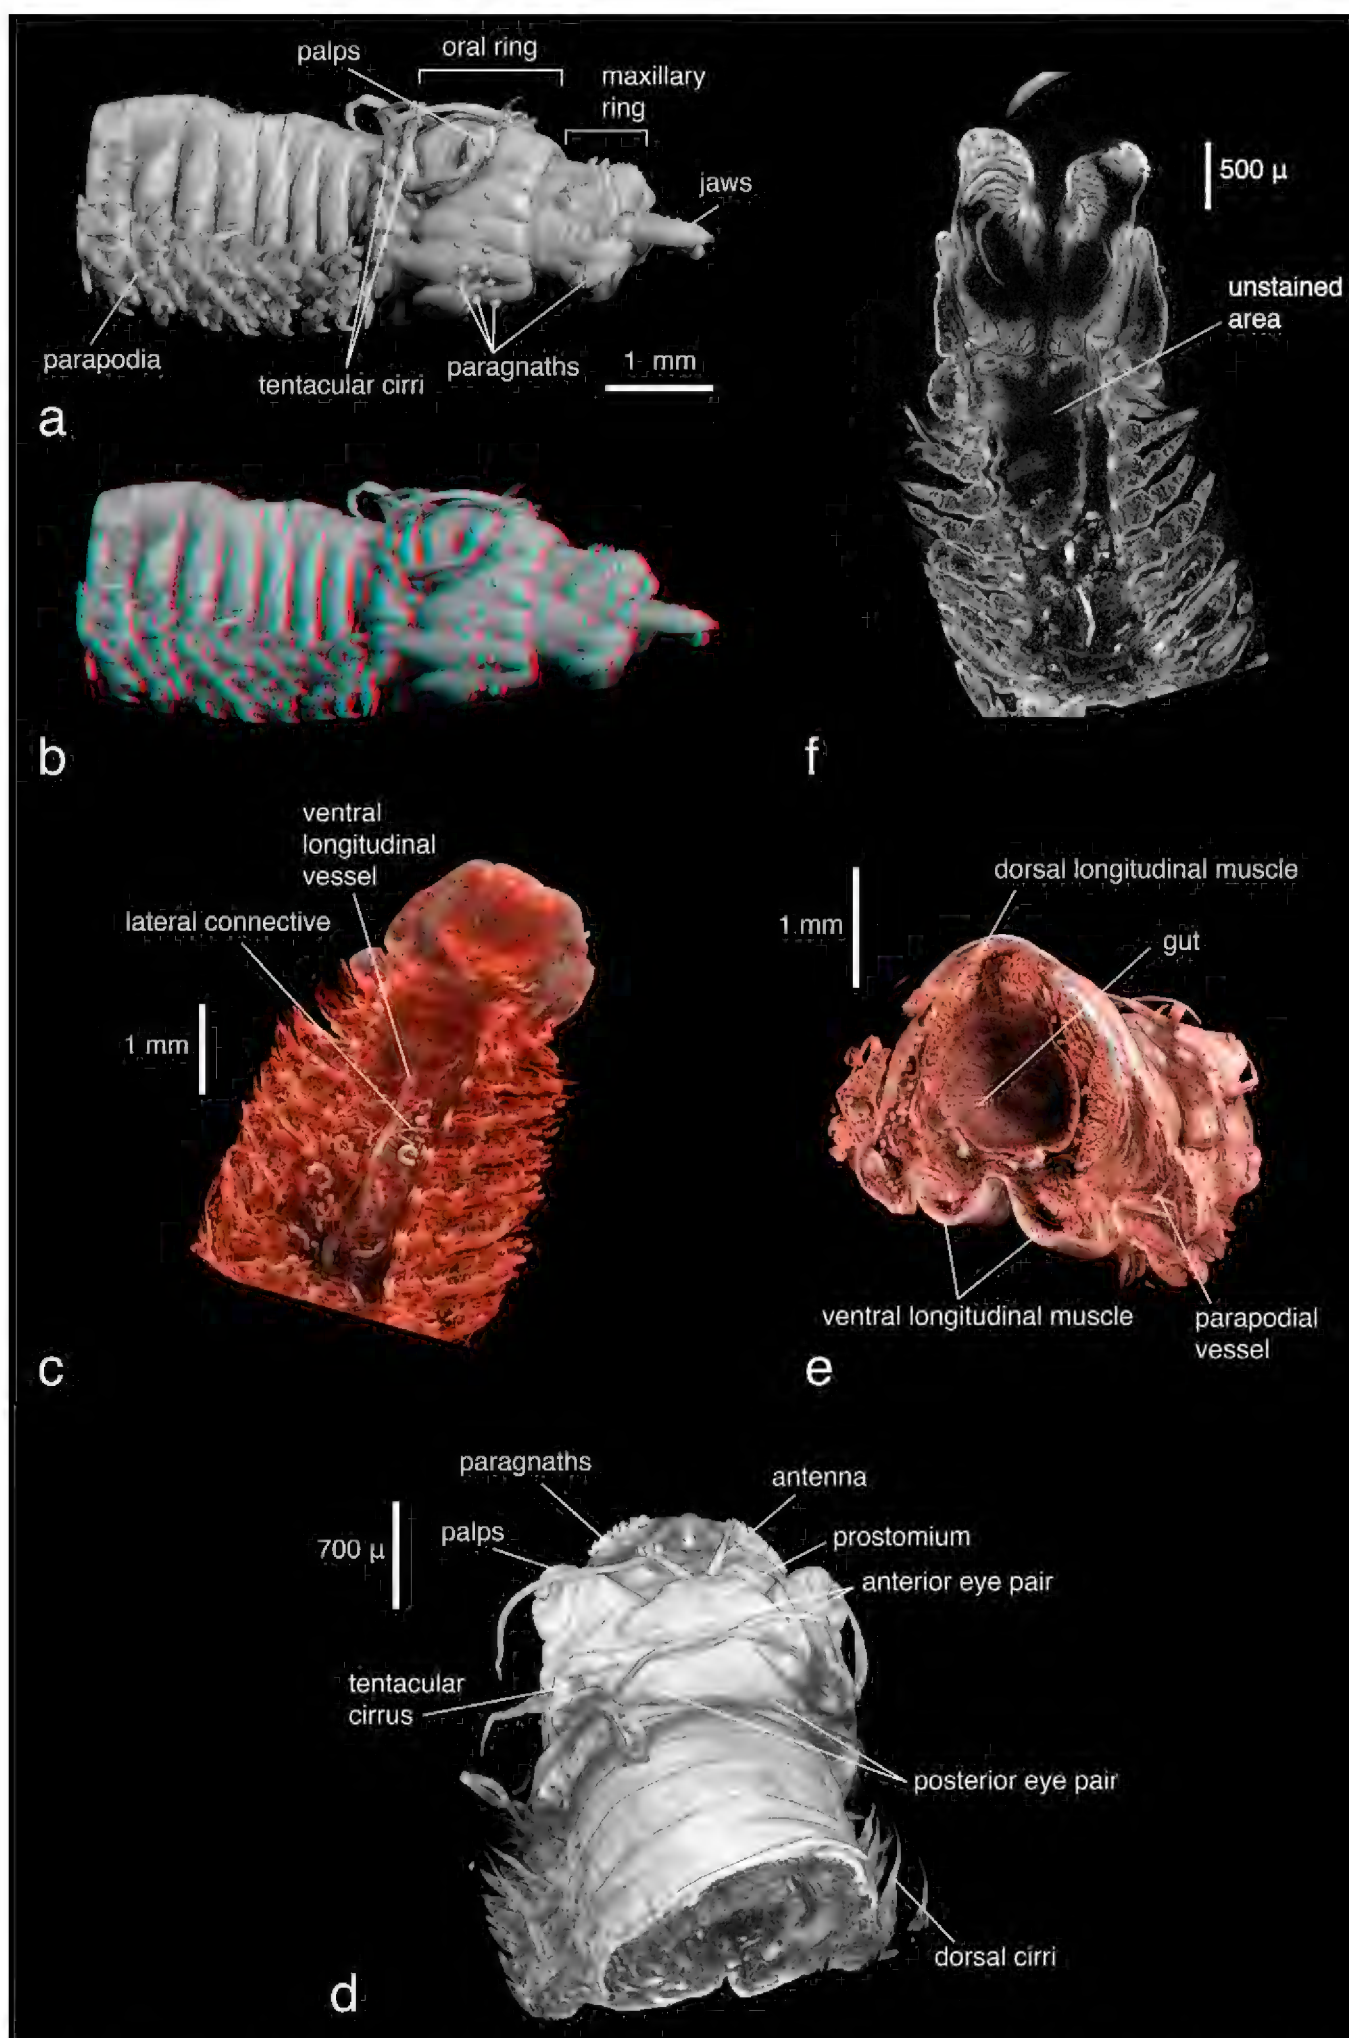 palps
oral ring
maxillary
ring
jaws
parapodia
tentacular cirri
paragnaths
1 mm
a
b
500 µ
unstained
area
f
ventral
longitudinal
vessel
lateral connective
1 mm
c
dorsal longitudinal muscle
1 mm
gut
ventral longitudinal muscle
parapodial
vessel
e
paragnaths
antenna
palps
prostomium
700 µ
anterior eye pair
tentacular
cirrus
posterior eye pair
dorsal cirri
d